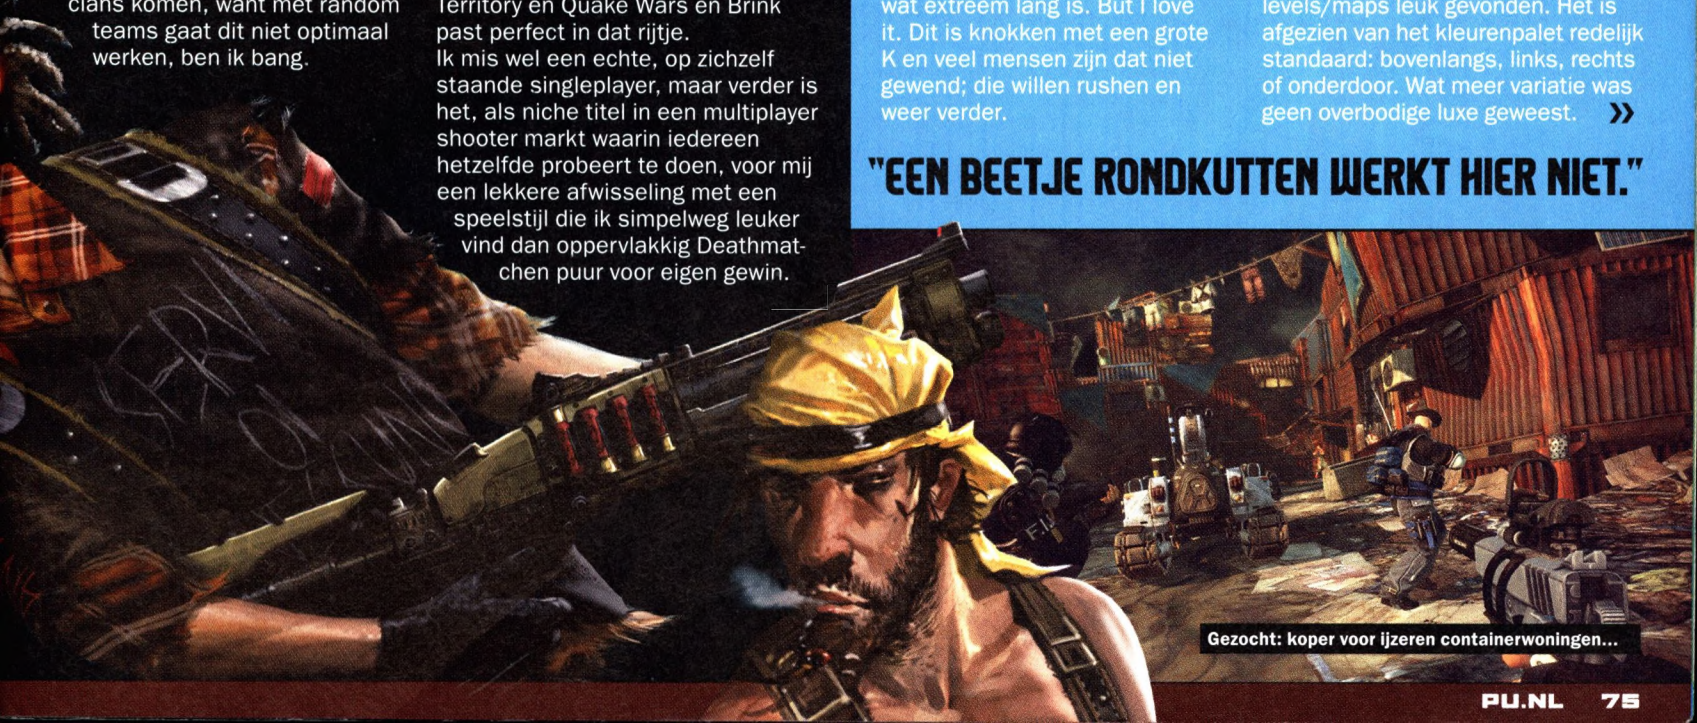 clans komen, want met random
teams gaat dit niet optimaal
werken, ben ik bang.
Territory en Quake Wars en Brink
past perfect in dat rijtje.
Ik mis wel een echte, op zichzelf
staande singleplayer, maar verder is
het, als niche titel in een multiplayer
shooter markt waarin iedereen
hetzelfde probeert te doen, voor mij
een lekkere afwisseling met een
speelstijl die ik simpelweg leuker
vind dan oppervlakkig Deathmat-
chen puur voor eigen gewin.
wat extreem lang is. But I love
it. Dit is knokken met een grote
K en veel mensen zijn dat niet
gewend; die willen rushen en
weer verder.
levels/maps leuk gevonden. Het is
afgezien van het kleurenpalet redelijk
standaard: bovenlangs, links, rechts
of onderdoor. Wat meer variatie was
geen overbodige luxe geweest. »
"EEN BEETJE RONDKUTTEN WERKT HIER NIET."
Gezocht: koper voor ijzeren containerwoningen...
PU.NL 75